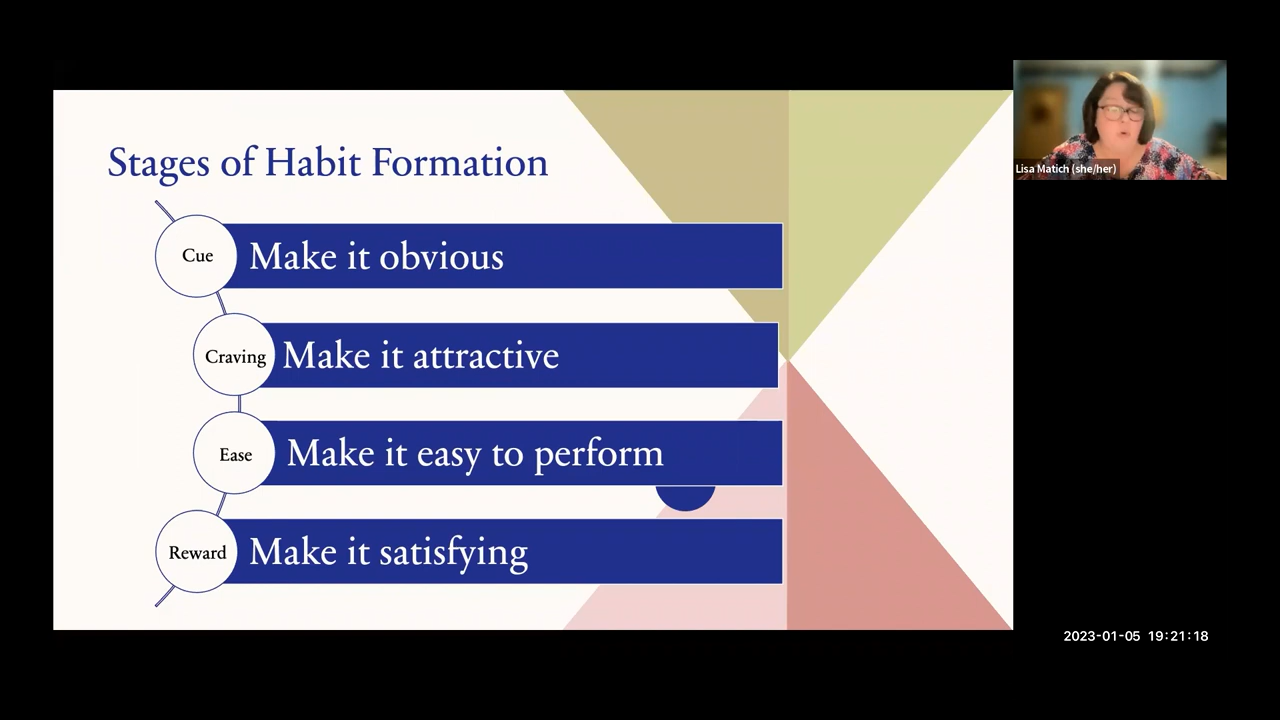 Stages of Habit Formation
Cue
Make it obvious
Craving
Make it attractive
Ease
Make it easy to perform
Reward
Make it satisfying
Lisa Matich (she/her)
2023-01-05 19:21:18